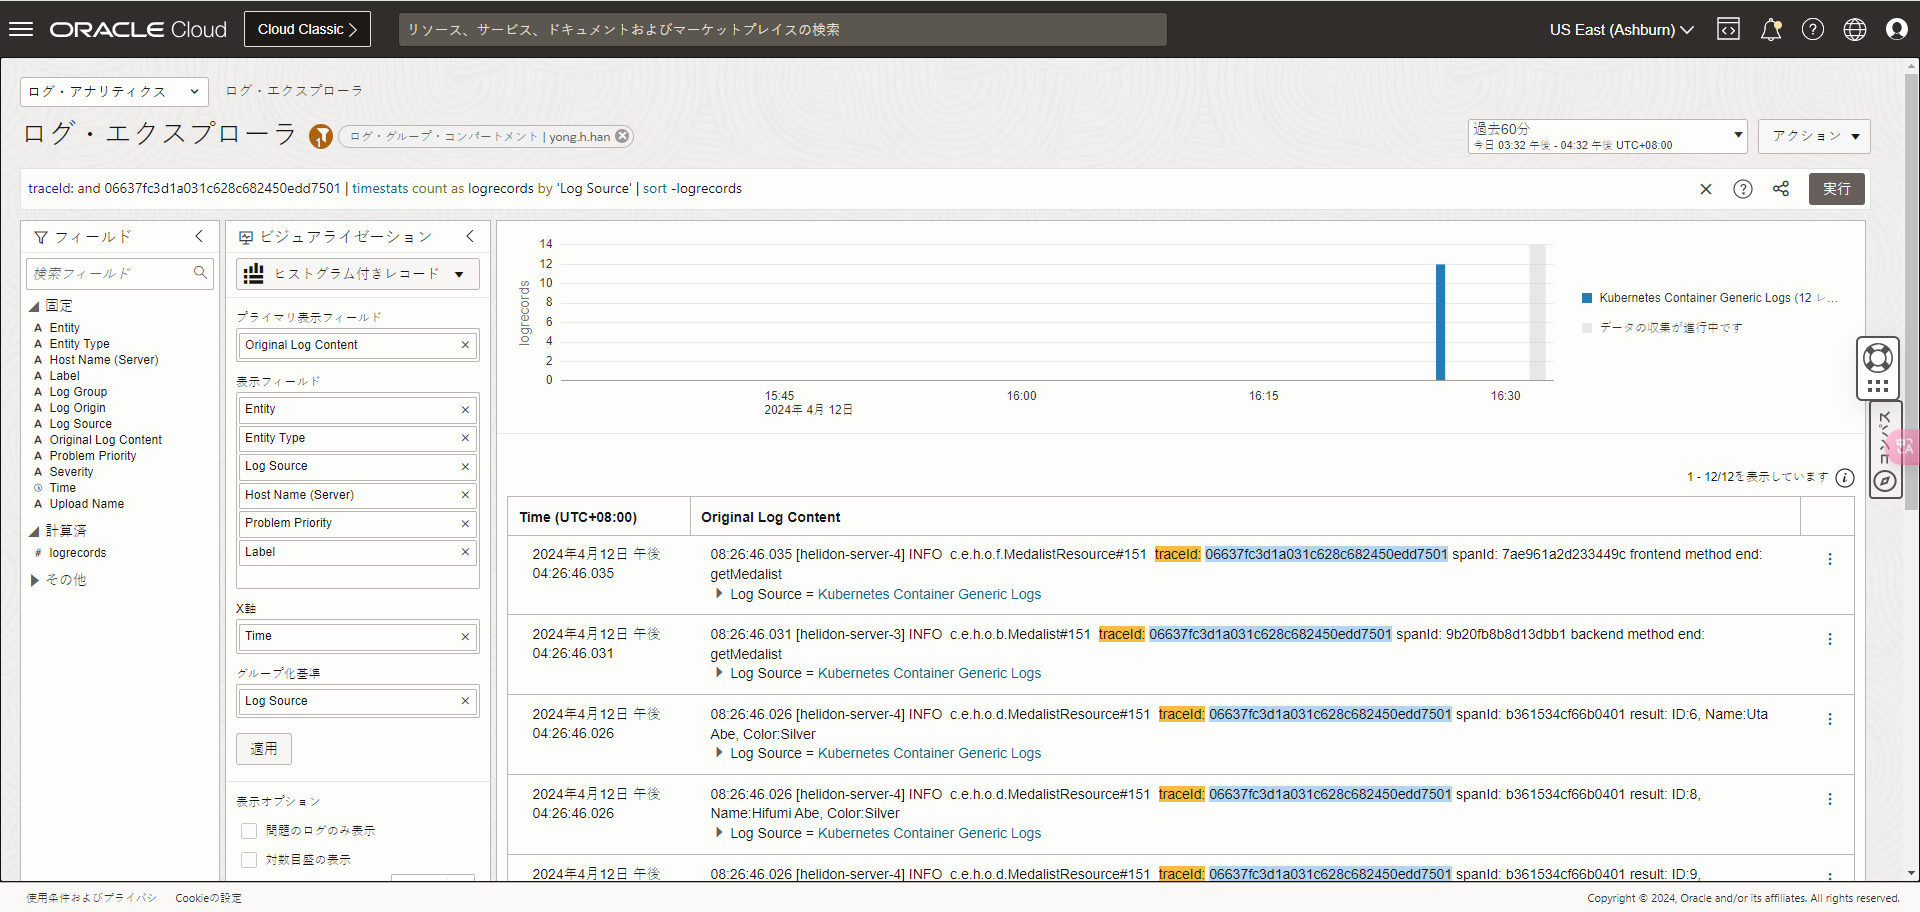 ORACLE Cloud
Cloud Classic
リソース、サービス、ドキュメントおよびマーケットプレイスの検索
US East (Ashburn)
ログ・アナリティクス
ログ・エクスプローラ
ログ・エクスプローラ
1
ログ・グループ・コンパートメント | yong.h.han
過去60分
今日 03:32 午後 - 04:32 午後 UTC+08:00
アクション
traceId: and 06637fc3d1a031c628c682450edd7501 | timestats count as logrecords by 'Log Source' | sort -logrecords
実行
フィールド
検索フィールド
固定
A Entity
A Entity Type
A Host Name (Server)
A Label
A Log Group
A Log Origin
A Log Source
A Original Log Content
A Problem Priority
A Severity
Time
A Upload Name
計算済
# logrecords
その他
ビジュアライゼーション
ヒストグラム付きレコード
プライマリ表示フィールド
Original Log Content
表示フィールド
Entity
Entity Type
Log Source
Host Name (Server)
Problem Priority
Label
X軸
Time
グループ化基準
Log Source
適用
表示オプション
問題のログのみ表示
対数目盛の表示
logrecords
14
12
10
8
6
4
2
0
15:45
2024年 4月 12日
16:00
16:15
16:30
Kubernetes Container Generic Logs (12 レ...
データの収集が進行中です
1 - 12/12を表示しています
Time (UTC+08:00)
Original Log Content
2024年4月12日 午後
04:26:46.035
08:26:46.035 [helidon-server-4] INFO c.e.h.o.f.MedalistResource#151 traceId: 06637fc3d1a031c628c682450edd7501 spanId: 7ae961a2d233449c frontend method end:
getMedalist
Log Source = Kubernetes Container Generic Logs
2024年4月12日 午後
04:26:46.031
08:26:46.031 [helidon-server-3] INFO c.e.h.o.b.Medalist#151 traceId: 06637fc3d1a031c628c682450edd7501 spanId: 9b20fb8b8d13dbb1 backend method end:
getMedalist
Log Source = Kubernetes Container Generic Logs
2024年4月12日 午後
04:26:46.026
08:26:46.026 [helidon-server-4] INFO c.e.h.o.d.MedalistResource#151 traceId: 06637fc3d1a031c628c682450edd7501 spanId: b361534cf66b0401 result: ID:6, Name:Uta
Abe, Color:Silver
Log Source = Kubernetes Container Generic Logs
2024年4月12日 午後
04:26:46.026
08:26:46.026 [helidon-server-4] INFO c.e.h.o.d.MedalistResource#151 traceId: 06637fc3d1a031c628c682450edd7501 spanId: b361534cf66b0401 result: ID:8,
Name:Hifumi Abe, Color:Silver
Log Source = Kubernetes Container Generic Logs
2024年4月12日 午後
08:26:46.026 [helidon-server-4] INFO c.e.h.o.d.MedalistResource#151 traceId: 06637fc3d1a031c628c682450edd7501 spanId: b361534cf66b0401 result: ID:9,
使用条件およびプライバシ
Cookieの設定
Copyright © 2024, Oracle and/or its affiliates. All rights reserved.